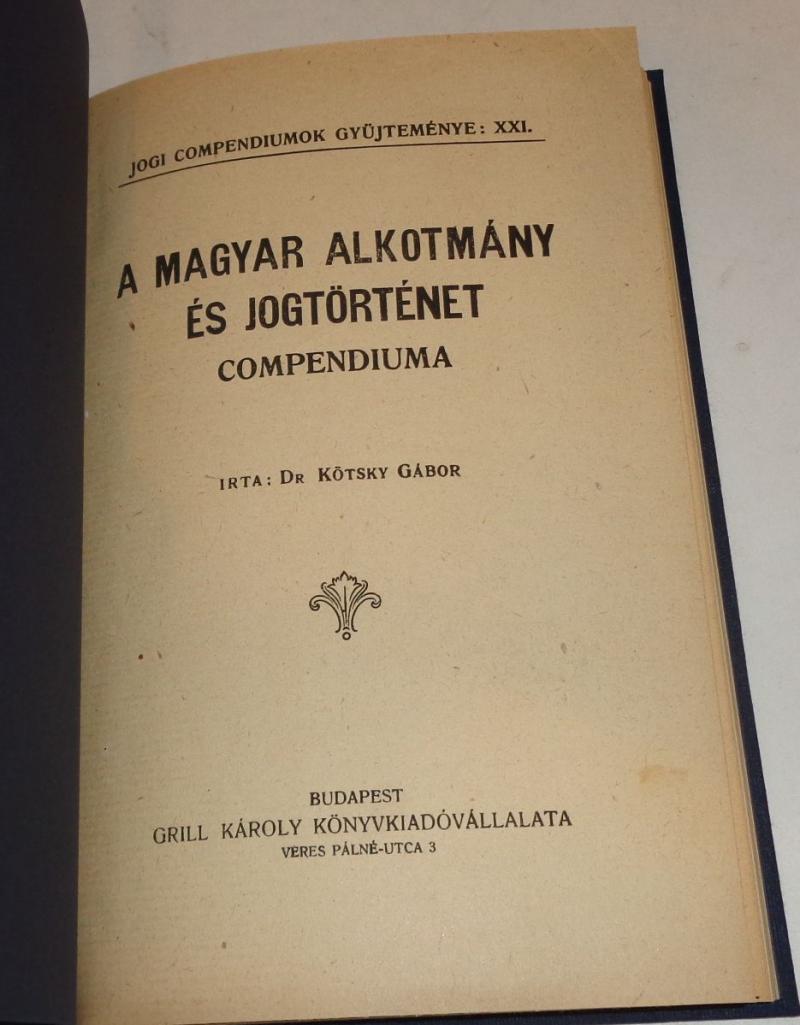 JOGI COMPENDIUMOK GYÜJTEMÉNYE: XXI.
A MAGYAR ALKOTMÁNY
ÉS JOGTÖRTÉNET
COMPENDIUMA
IRTA: DR KÖTSKY GÁBOR
BUDAPEST
GRILL KÁROLY KÖNYVKIADÓVÁLLALATA
VERES PÁLNÉ-UTCA 3